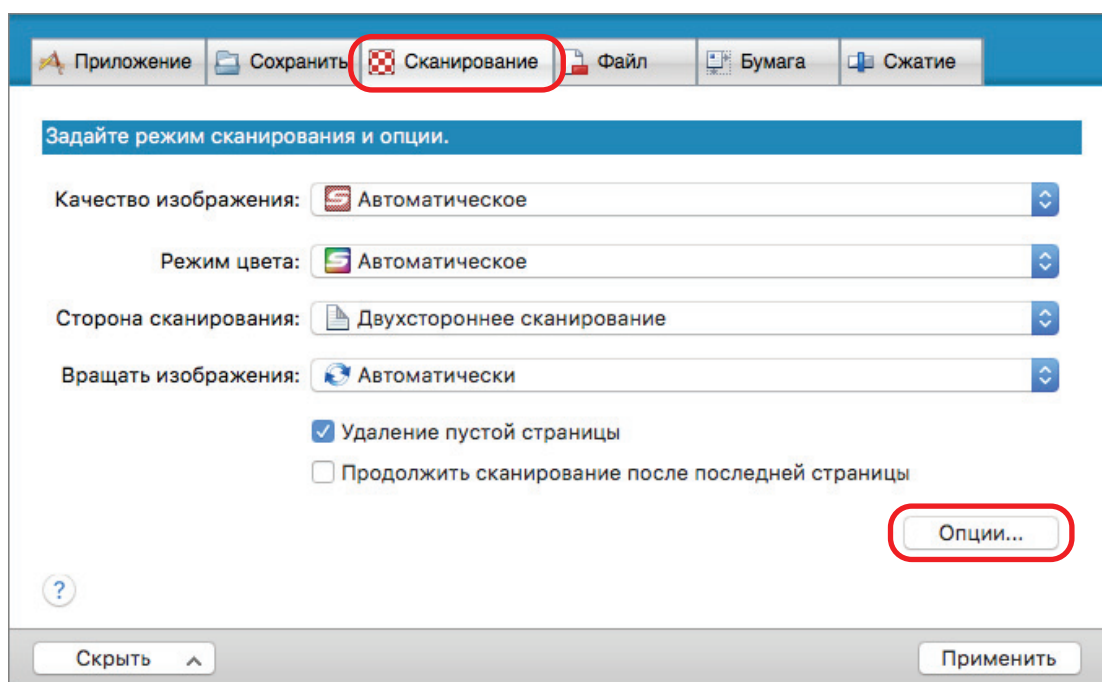 Приложение Сохранить Сканирование Файл Бумага Сжатие
Задайте режим сканирования и опции.
Качество изображения: Автоматическое
Режим цвета: Автоматическое
Сторона сканирования: Двухстороннее сканирование
Вращать изображения: Автоматически
Удаление пустой страницы
Продолжить сканирование после последней страницы
Опции...
?
Скрыть Применить